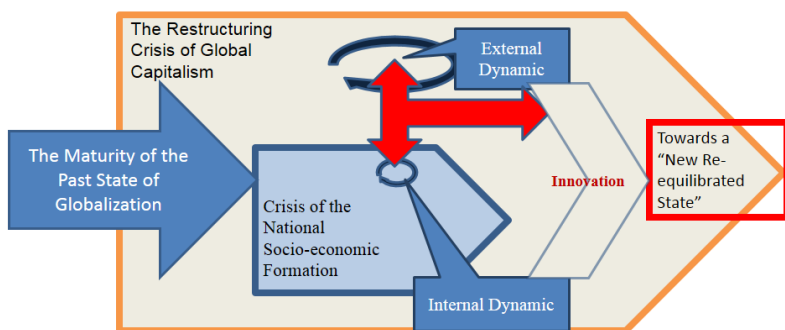 The Restructuring
Crisis of Global
Capitalism
External
Dynamic
The Maturity of the
Past State of
Globalization
Crisis of the
National
Socio-economic
Formation
Internal Dynamic
Innovation
Towards a
“New Re-
equilibrated
State”